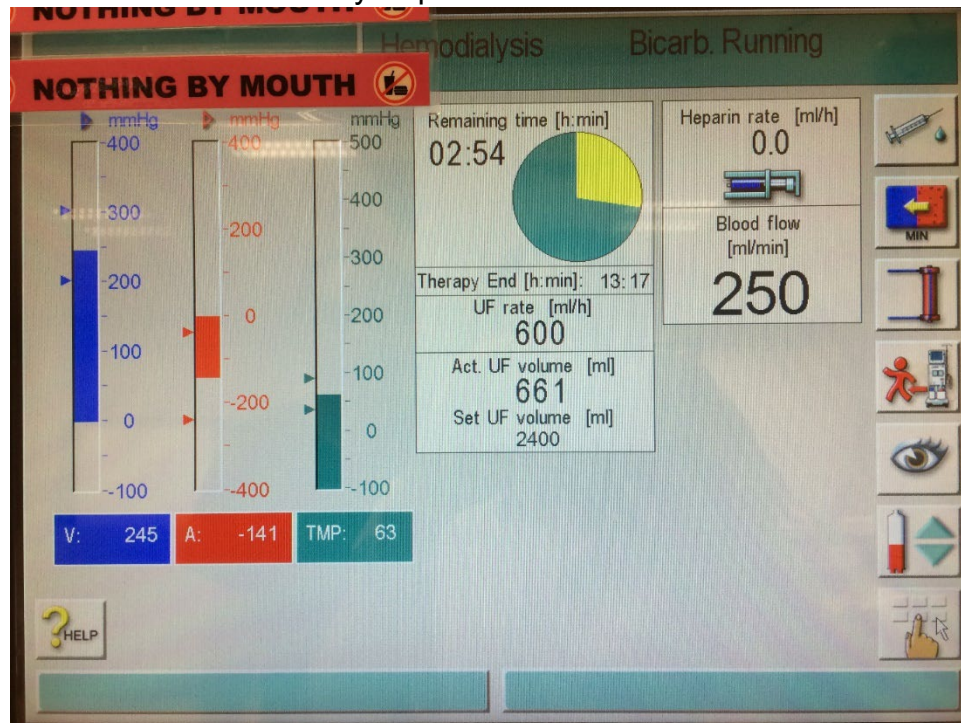 NOTHING BY MOUTH
Hemodialysis Bicarb. Running
NOTHING BY MOUTH
mmHg mmHg mmHg
400 400 500
300 200 400
200 0 300
100 -200 200
0 -400 100
-100 0
-100
V: 245 A: -141 TMP: 63
Remaining time [h:min]
02:54
Therapy End [h:min]: 13:17
UF rate [ml/h]
600
Act. UF volume [ml]
661
Set UF volume [ml]
2400
Heparin rate [ml/h]
0.0
Blood flow
[ml/min]
250
MIN
?HELP